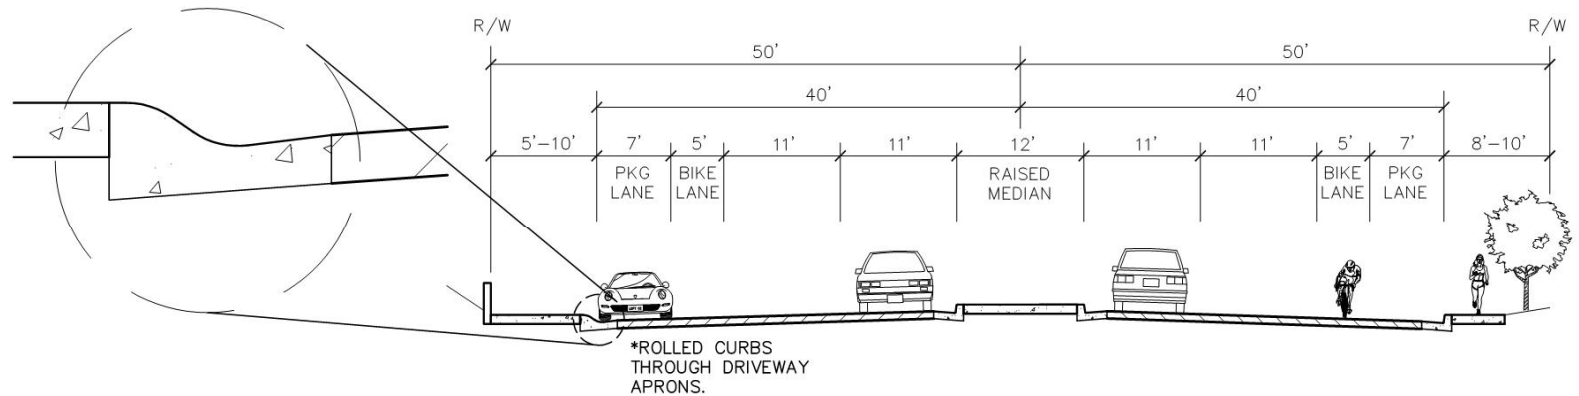 R/W R/W
50' 50'
40' 40'
5'-10' 7' 5' 11' 11' 12' 11' 11' 5' 7' 8'-10'
PKG BIKE RAISED BIKE PKG
LANE LANE MEDIAN LANE LANE
*ROLLED CURBS
THROUGH DRIVEWAY
APRONS.